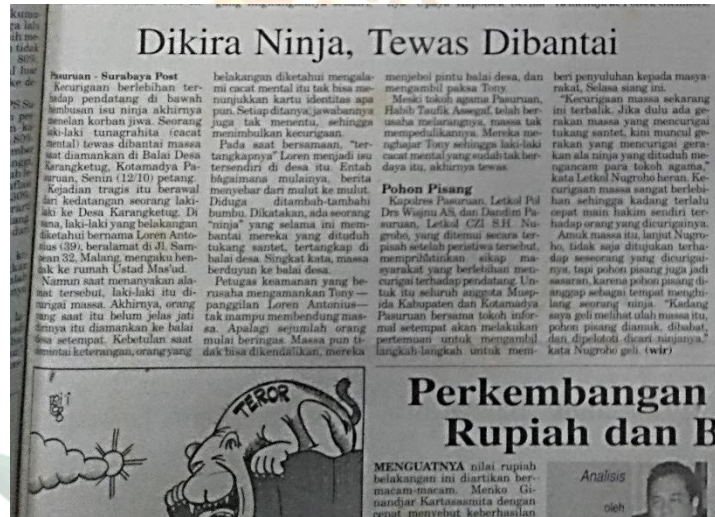 Dikira Ninja, Tewas Dibantai
Pasuruan - Surabaya Post
Kecurigaan berlebihan ter-
hadap pendatang di bawah
hembusan isu ninja akhirnya
menelan korban jiwa. Seorang
laki-laki tunagrahita (cacat
mental) tewas dibantai massa
saat diamankan di Balai Desa
Karangketug, Kotamadya Pa-
suruan, Senin (12/10) petang.
Kejadian tragis itu berawal
dari kedatangan seorang laki-
laki ke Desa Karangketug. Di
sana, laki-laki yang belakangan
diketahui bernama Loren Anto-
nius (39), beralamat di Jl. Sam-
32, Malang, mengaku hen-
dak ke rumah Ustad Mas'ud.
Namun saat menanyakan ala-
mat tersebut, laki-laki itu di-
curigai massa. Akhirnya, orang
yang saat itu belum jelas jati
dirinya itu diamankan ke balai
desa setempat. Kebetulan saat
dimintai keterangan, orang yang
belakangan diketahui mengala-
mi cacat mental itu tak bisa me-
nunjukkan kartu identitas apa
pun. Setiap ditanya, jawabannya
juga tak menentu, sehingga
menimbulkan kecurigaan.
Pada saat bersamaan, "ter-
tangkapnya" Loren menjadi isu
tersendiri di desa itu. Entah
bagaimana mulainya, berita
menyebar dari mulut ke mulut.
Diduga ditambah-tambahi
bumbu. Dikatakan, ada seorang
"ninja" yang selama ini mem-
bantai mereka yang dituduh
tukang santet, tertangkap di
balai desa. Singkat kata, massa
berduyun ke balai desa.
Petugas keamanan yang be-
rusaha mengamankan Tony —
panggilan Loren Antonius—
tak mampu membendung mas-
sa. Apalagi sejumlah orang
mulai beringas. Massa pun ti-
dak bisa dikendalikan, mereka
menjebol pintu balai desa, dan
mengambil paksa Tony.
Meski tokoh agama Pasuruan,
Habib Taufik Assegaf, telah ber-
usaha melarangnya, massa tak
mempedulikannya. Mereka me-
nghajar Tony sehingga laki-laki
cacat mental yang sudah tak ber-
daya itu, akhirnya tewas.
Pohon Pisang
Kapolres Pasuruan, Letkol Pol
Drs Wisjnu AS, dan Dandim Pa-
suruan, Letkol CZI S.H. Nu-
groho, yang ditemui secara ter-
pisah setelah peristiwa tersebut,
memprihatinkan sikap ma-
syarakat yang berlebihan men-
curigai terhadap pendatang. Un-
tuk itu seluruh anggota Musp-
ida Kabupaten dan Kotamadya
Pasuruan bersama tokoh infor-
mal setempat akan melakukan
pertemuan untuk mengambil
langkah-langkah untuk mem-
beri penyuluhan kepada masya-
rakat, Selasa siang ini.
"Kecurigaan massa sekarang
ini terbalik. Jika dulu ada ge-
rakan massa yang mencurigai
tukang santet, kini muncul ge-
rakan yang mencurigai gera-
kan ala ninja yang dituduh me-
ngancam para tokoh agama,"
kata Letkol Nugroho heran. Ke-
curigaan massa sangat berlebi-
han sehingga kadang terlalu
cepat main hakim sendiri ter-
hadap orang yang dicurigainya.
Amuk massa itu, lanjut Nugro-
ho, tidak saja ditujukan terha-
dap seseorang yang dicurigai-
nya, tapi pohon pisang juga jadi
sasaran, karena pohon pisang di-
anggap sebagai tempat menghi-
lang seorang ninja. "Kadang
saya geli melihat ulah massa itu,
pohon pisang diamuk, dibabat,
dan dipelototi dicari ninjanya,"
kata Nugroho geli. (wir)
TEROR
Perkembangan
Rupiah dan B
MENGUATNYA nilai rupiah
belakangan ini diartikan ber-
macam-macam. Menko Gi-
nandjar Kartasasmita dengan
cepat menyebut keberhasilan
Analisis
oleh